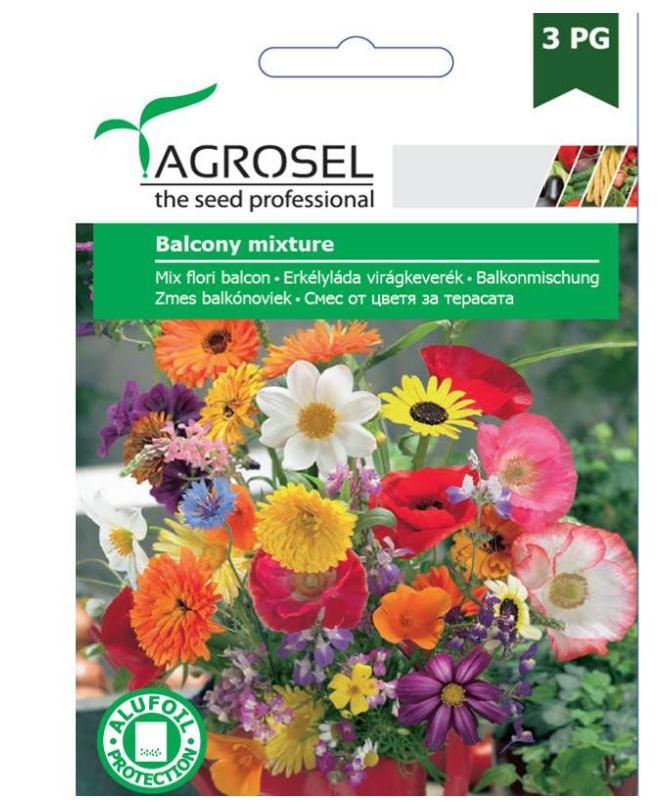 3 PG
AGROSEL
the seed professional
Balcony mixture
Mix flori balcon • Erkélyláda virágkeverék • Balkonmischung
Zmes balkónoviek • Смес от цветя за терасата
ALUFOIL
PROTECTION